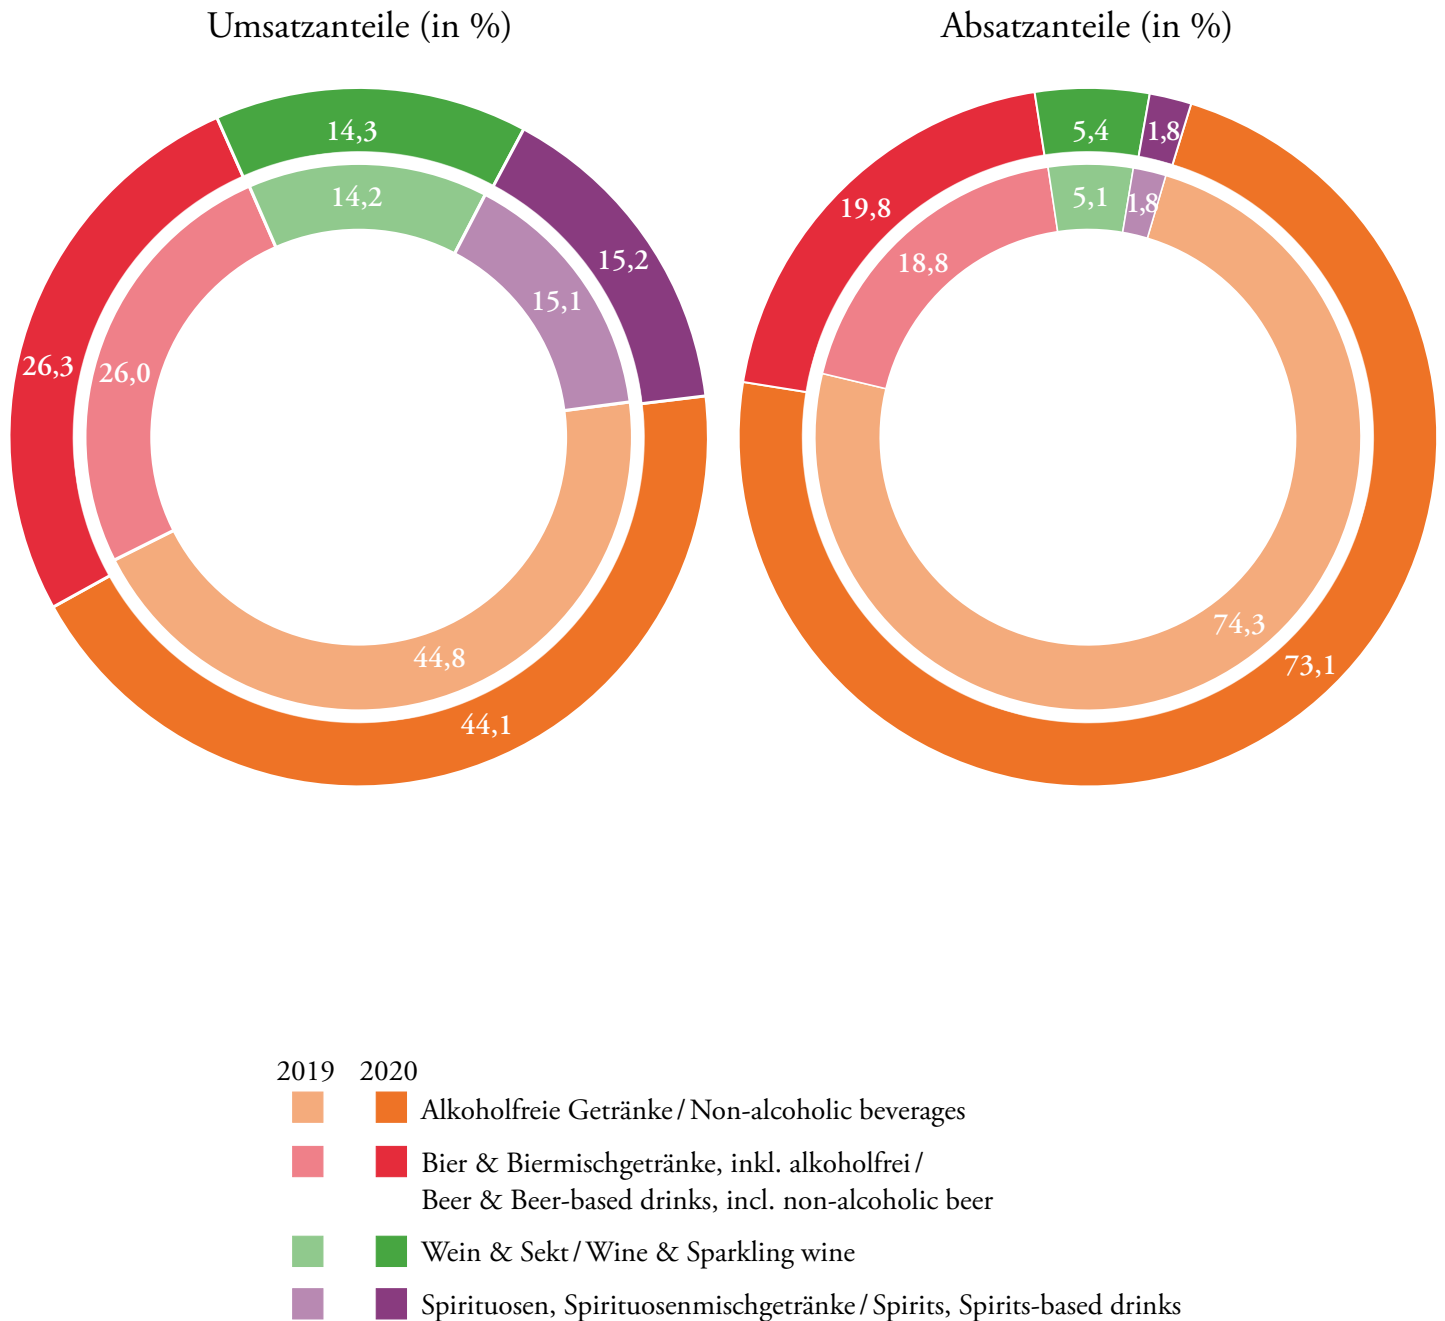 Umsatzanteile (in %)
14,3
14,2
15,2
15,1
26,3
26,0
44,8
44,1
Absatzanteile (in %)
5,4
1,8
5,1
1,8
19,8
18,8
74,3
73,1
2019 2020
Alkoholfreie Getränke / Non-alcoholic beverages
Bier & Biermischgetränke, inkl. alkoholfrei /
Beer & Beer-based drinks, incl. non-alcoholic beer
Wein & Sekt / Wine & Sparkling wine
Spirituosen, Spirituosenmischgetränke / Spirits, Spirits-based drinks